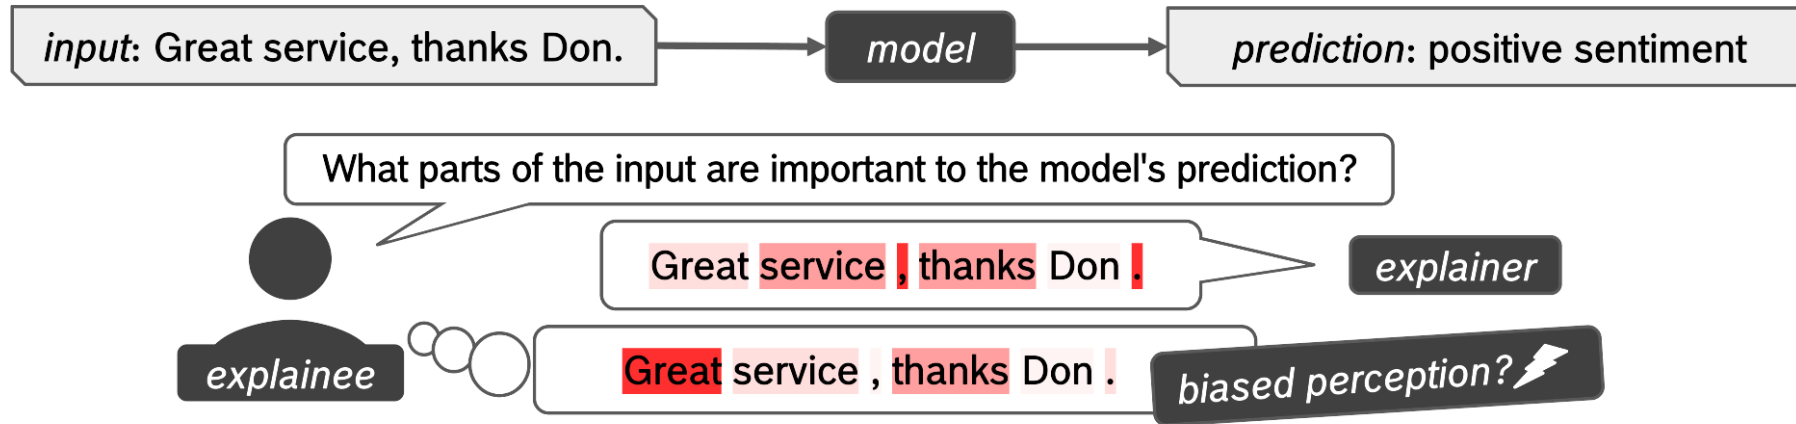 input: Great service, thanks Don.
model
prediction: positive sentiment
What parts of the input are important to the model's prediction?
Great service , thanks Don .
explainer
explainee
Great service , thanks Don .
biased perception?